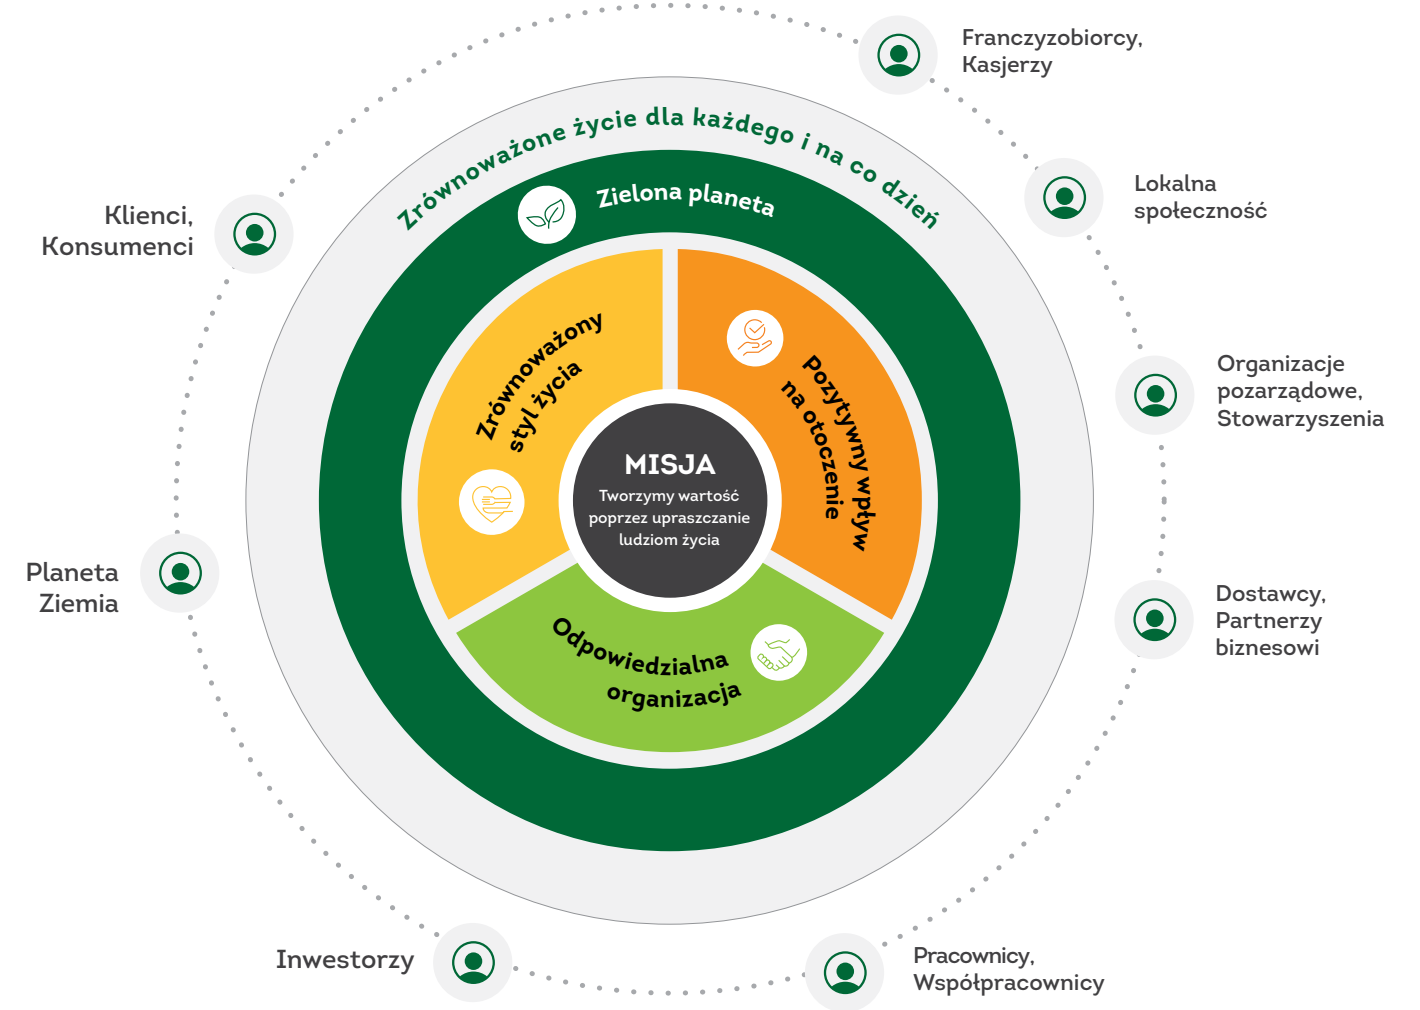 Franczyzobiorcy,
Kasjerzy
Zrównoważone życie dla każdego i na co dzień
Zielona planeta
Lokalna
społeczność
Klienci,
Konsumenci
Zrównoważony
styl życia
Pozytywny wpływ
na otoczenie
Organizacje
pozarządowe,
Stowarzyszenia
MISJA
Tworzymy wartość
poprzez upraszczanie
ludziom życia
Planeta
Ziemia
Dostawcy,
Partnerzy
biznesowi
Odpowiedzialna
organizacja
Inwestorzy
Pracownicy,
Współpracownicy